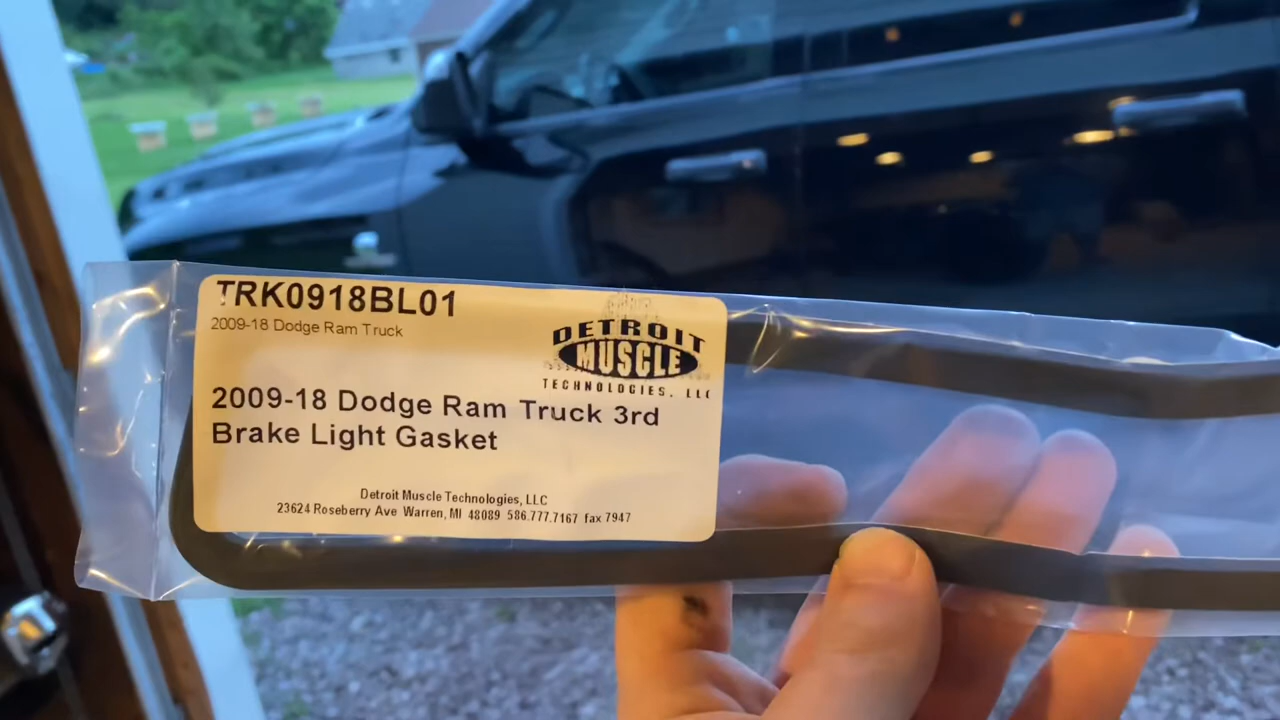 TRK0918BL01
2009-18 Dodge Ram Truck
DETROIT
MUSCLE
TECHNOLOGIES, LLC
2009-18 Dodge Ram Truck 3rd
Brake Light Gasket
Detroit Muscle Technologies, LLC
23624 Roseberry Ave Warren, MI 48089 586.777.7167 fax 7947